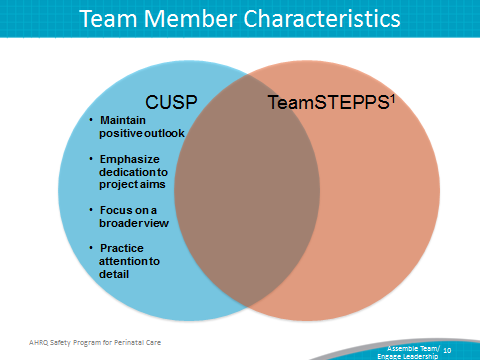 Team Member Characteristics
CUSP
• Maintain
positive outlook
• Emphasize
dedication to
project aims
• Focus on a
broader view
• Practice
attention to
detail
TeamSTEPPS¹
AHRQ Safety Program for Perinatal Care
Assemble Team/
Engage Leadership
10